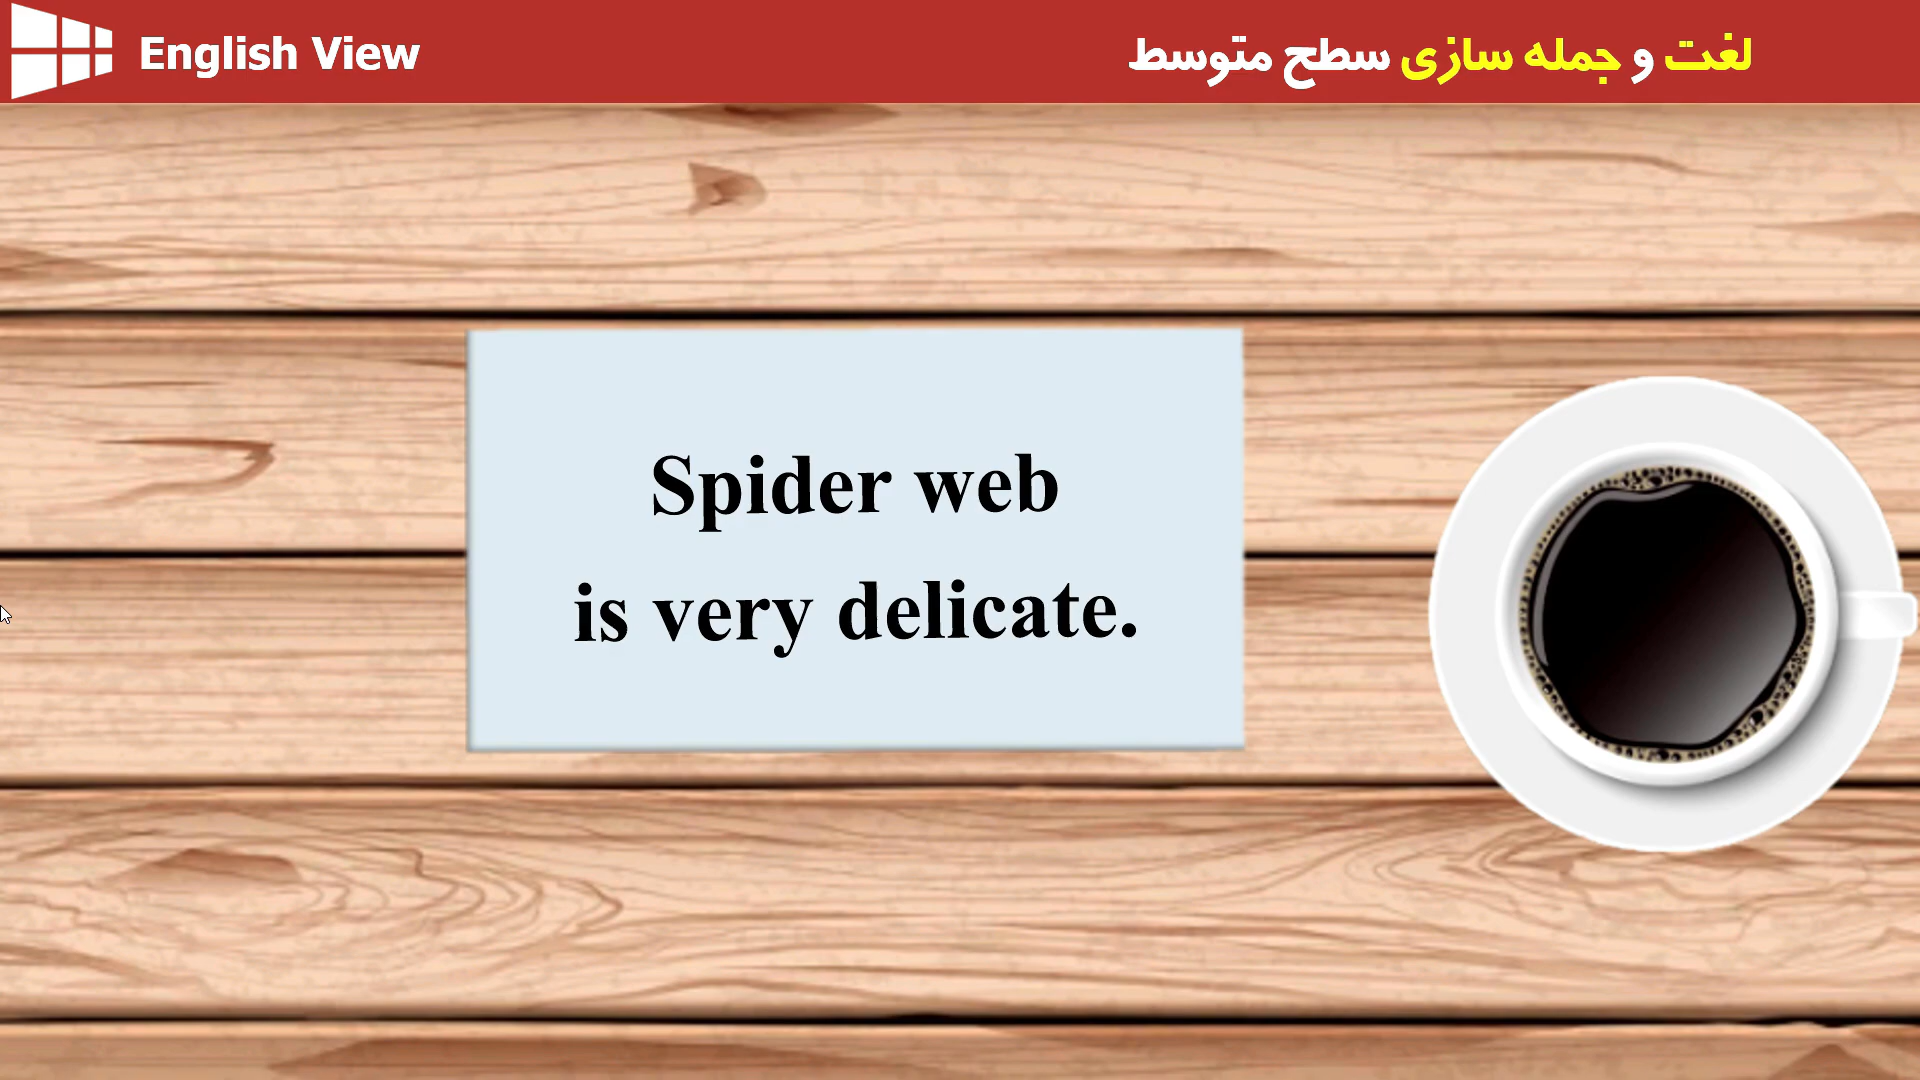 English View
لغت و جمله سازی سطح متوسط
Spider web
is very delicate.